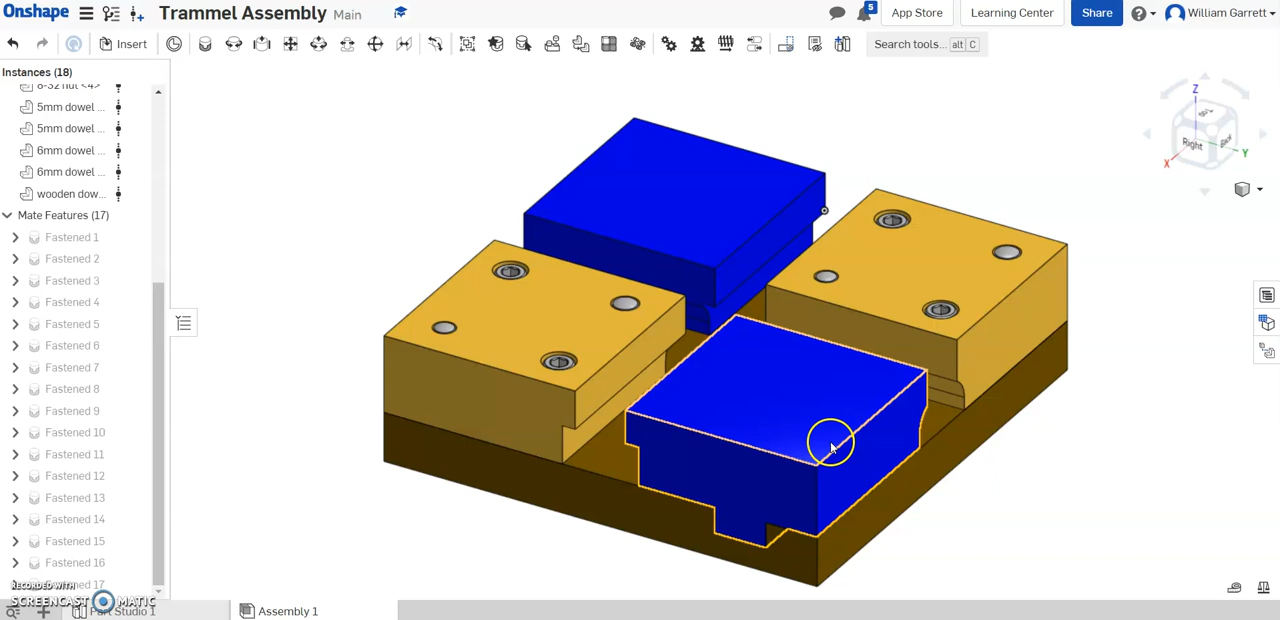 Onshape Trammel Assembly Main 5 App Store Learning Center Share William Garrett
Insert Search tools... alt C
Instances (18)
8-32 nut <4>
5mm dowel ...
5mm dowel ...
6mm dowel ...
6mm dowel ...
wooden dow...
Mate Features (17)
Fastened 1
Fastened 2
Fastened 3
Fastened 4
Fastened 5
Fastened 6
Fastened 7
Fastened 8
Fastened 9
Fastened 10
Fastened 11
Fastened 12
Fastened 13
Fastened 14
Fastened 15
Fastened 16
Fastened 17
RECORDED WITH
SCREENCAST MATIC
Part Studio 1 Assembly 1
Z
X
Y
Right
Back